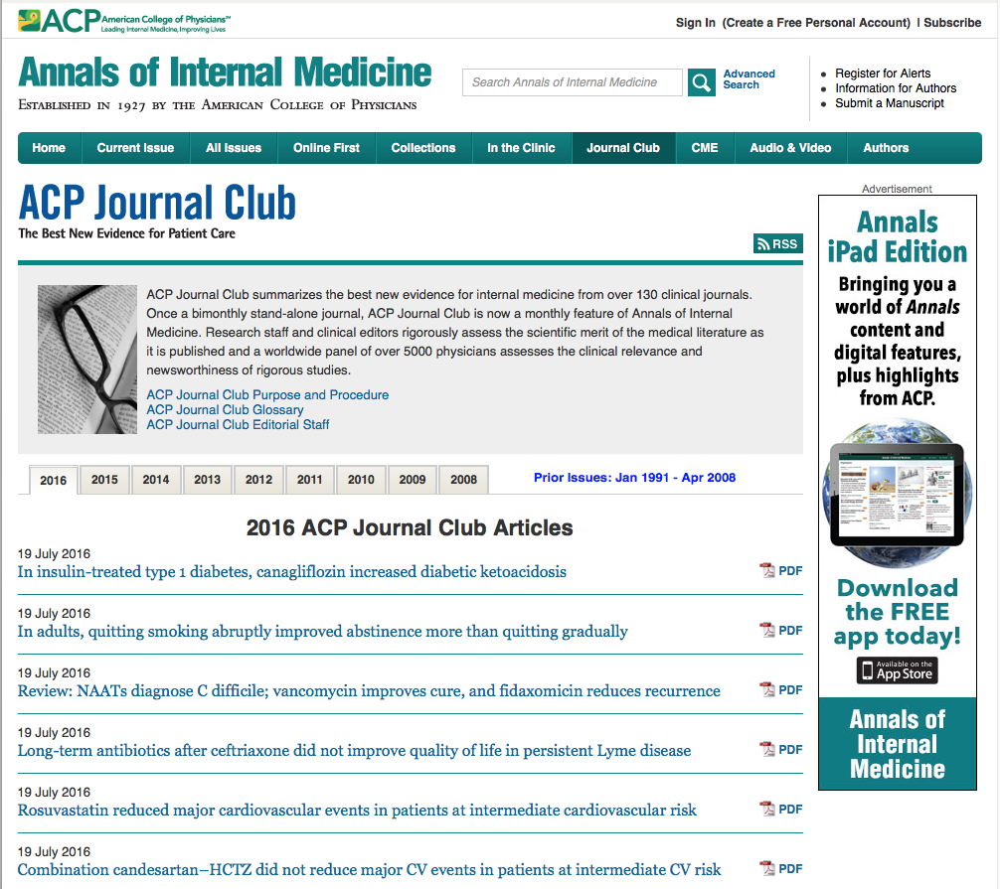 ACP American College of Physicians™
Leading Internal Medicine, Improving Lives
Sign In (Create a Free Personal Account) | Subscribe
Annals of Internal Medicine
Established in 1927 by the American College of Physicians
Search Annals of Internal Medicine
Advanced
Search
Register for Alerts
Information for Authors
Submit a Manuscript
Home Current Issue All Issues Online First Collections In the Clinic Journal Club CME Audio & Video Authors
ACP Journal Club
The Best New Evidence for Patient Care
RSS
ACP Journal Club summarizes the best new evidence for internal medicine from over 130 clinical journals.
Once a bimonthly stand-alone journal, ACP Journal Club is now a monthly feature of Annals of Internal
Medicine. Research staff and clinical editors rigorously assess the scientific merit of the medical literature as
it is published and a worldwide panel of over 5000 physicians assesses the clinical relevance and
newsworthiness of rigorous studies.
ACP Journal Club Purpose and Procedure
ACP Journal Club Glossary
ACP Journal Club Editorial Staff
2016 2015 2014 2013 2012 2011 2010 2009 2008 Prior Issues: Jan 1991 - Apr 2008
2016 ACP Journal Club Articles
19 July 2016
In insulin-treated type 1 diabetes, canagliflozin increased diabetic ketoacidosis PDF
19 July 2016
In adults, quitting smoking abruptly improved abstinence more than quitting gradually PDF
19 July 2016
Review: NAATs diagnose C difficile; vancomycin improves cure, and fidaxomicin reduces recurrence PDF
19 July 2016
Long-term antibiotics after ceftriaxone did not improve quality of life in persistent Lyme disease PDF
19 July 2016
Rosuvastatin reduced major cardiovascular events in patients at intermediate cardiovascular risk PDF
19 July 2016
Combination candesartan–HCTZ did not reduce major CV events in patients at intermediate CV risk PDF
Advertisement
Annals
iPad Edition
Bringing you a
world of Annals
content and
digital features,
plus highlights
from ACP.
Download
the FREE
app today!
Available on the
App Store
Annals of
Internal
Medicine